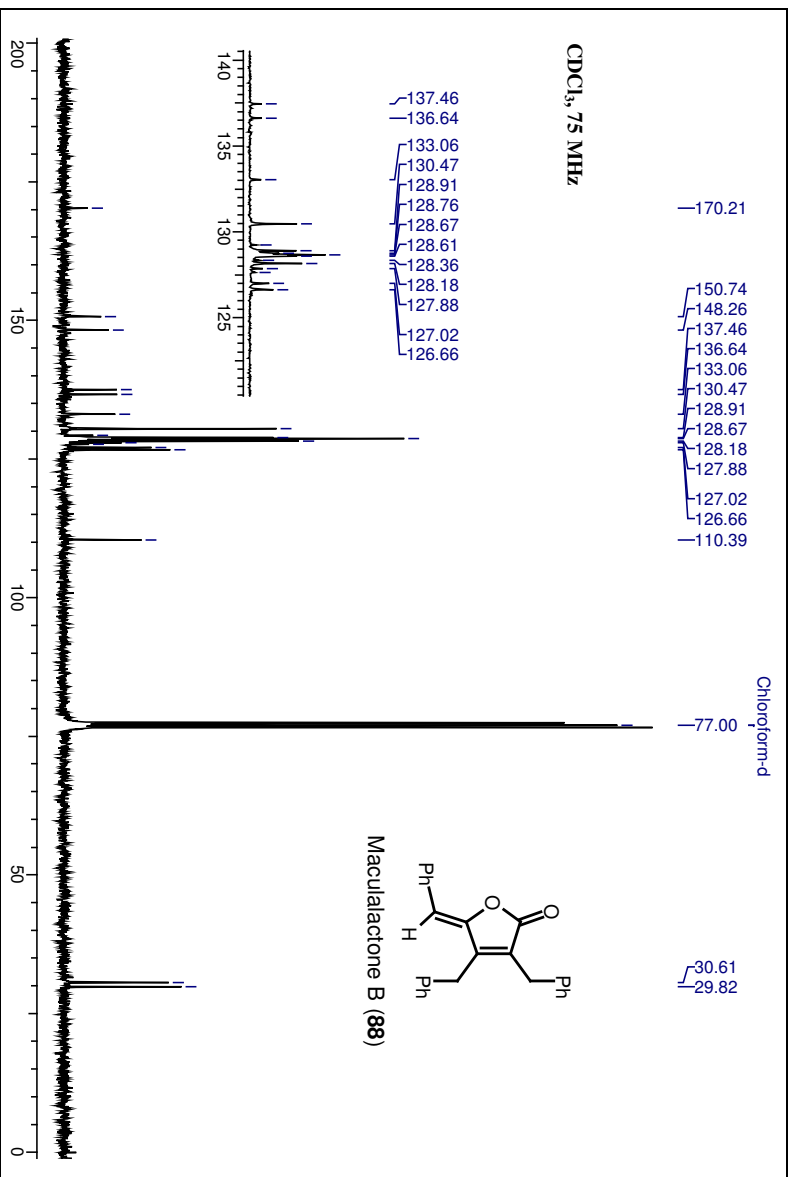 CDCl₃, 75 MHz
Chloroform-d
170.21
150.74
148.26
137.46
136.64
133.06
130.47
128.91
128.67
128.18
127.88
127.02
126.66
110.39
77.00
30.61
29.82
137.46
136.64
133.06
130.47
128.91
128.76
128.67
128.61
128.36
128.18
127.88
127.02
126.66
140 135 130 125
O
O
Ph
H
Ph
Ph
Maculalactone B (88)
200 150 100 50 0